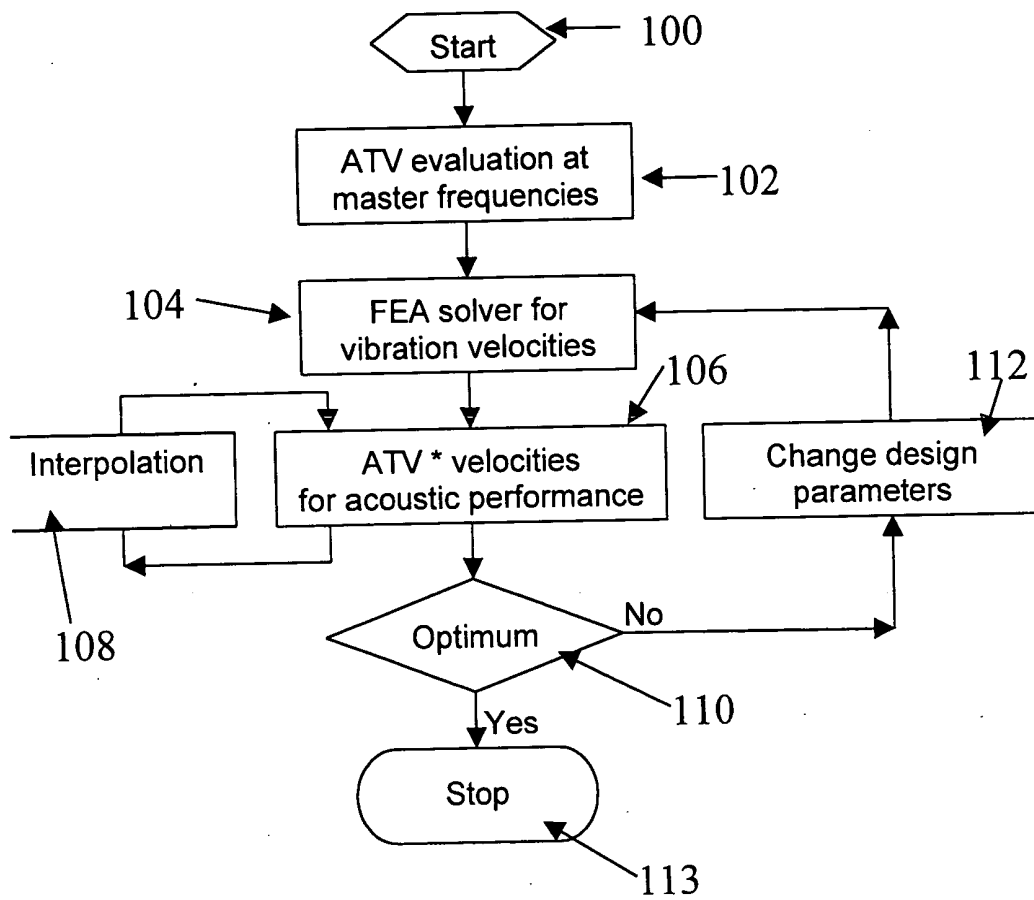 Start
100
ATV evaluation at
master frequencies
102
104
FEA solver for
vibration velocities
106
112
Interpolation
ATV * velocities
for acoustic performance
Change design
parameters
108
Optimum
No
110
Yes
Stop
113